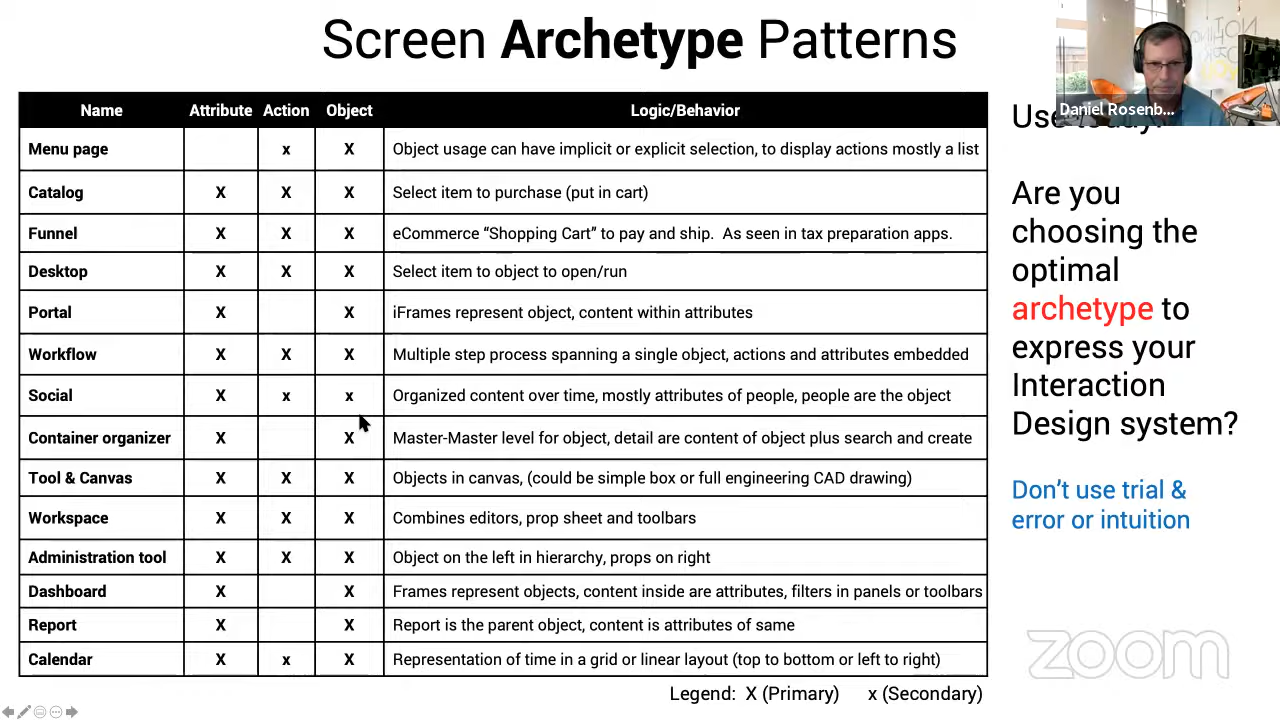 Screen Archetype Patterns
Name Attribute Action Object Logic/Behavior
Menu page x X Object usage can have implicit or explicit selection, to display actions mostly a list
Catalog X X X Select item to purchase (put in cart)
Funnel X X X eCommerce “Shopping Cart” to pay and ship. As seen in tax preparation apps.
Desktop X X X Select item to object to open/run
Portal X X iFrames represent object, content within attributes
Workflow X X X Multiple step process spanning a single object, actions and attributes embedded
Social X x x Organized content over time, mostly attributes of people, people are the object
Container organizer X X Master-Master level for object, detail are content of object plus search and create
Tool & Canvas X X X Objects in canvas, (could be simple box or full engineering CAD drawing)
Workspace X X X Combines editors, prop sheet and toolbars
Administration tool X X X Object on the left in hierarchy, props on right
Dashboard X X Frames represent objects, content inside are attributes, filters in panels or toolbars
Report X X Report is the parent object, content is attributes of same
Calendar X x X Representation of time in a grid or linear layout (top to bottom or left to right)
Legend: X (Primary) x (Secondary)
Daniel Rosenb...
Use
Are you
choosing the
optimal
archetype to
express your
Interaction
Design system?
Don’t use trial &
error or intuition
zoom